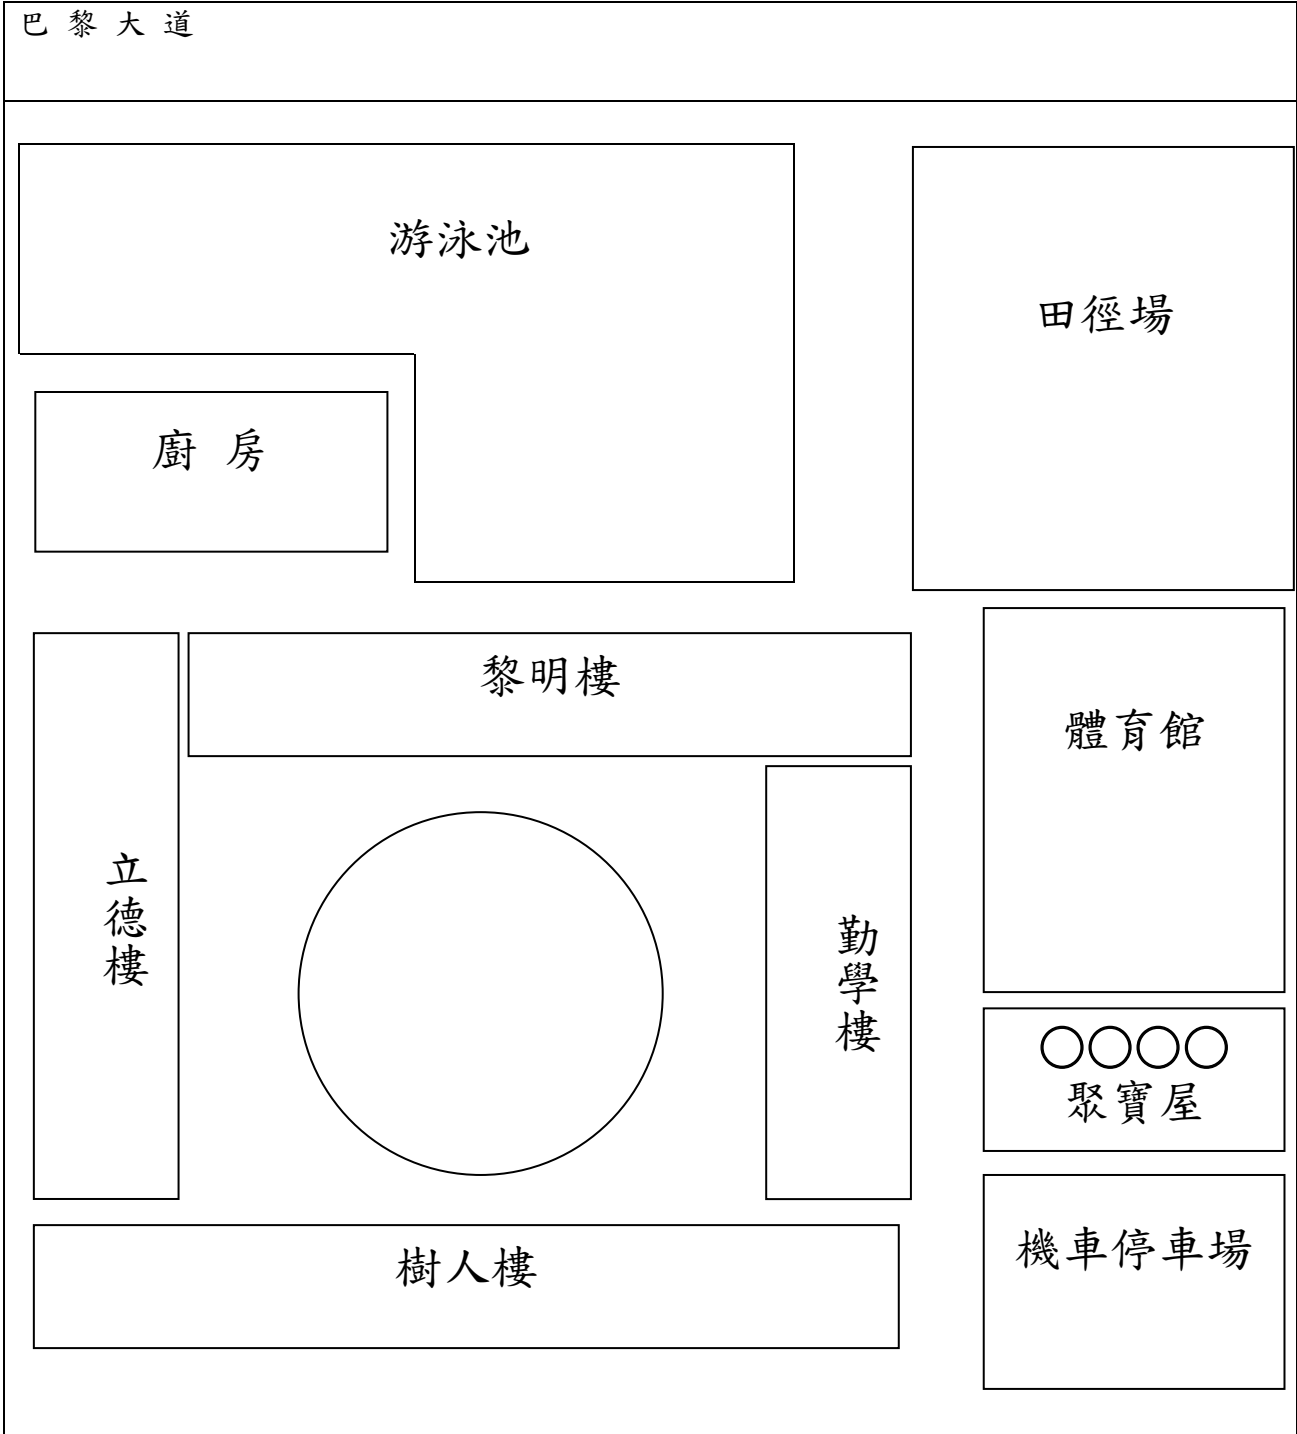 巴黎大道
游泳池
田徑場
廚 房
黎明樓
體育館
立德樓
勤學樓
○○○○
聚寶屋
機車停車場
樹人樓